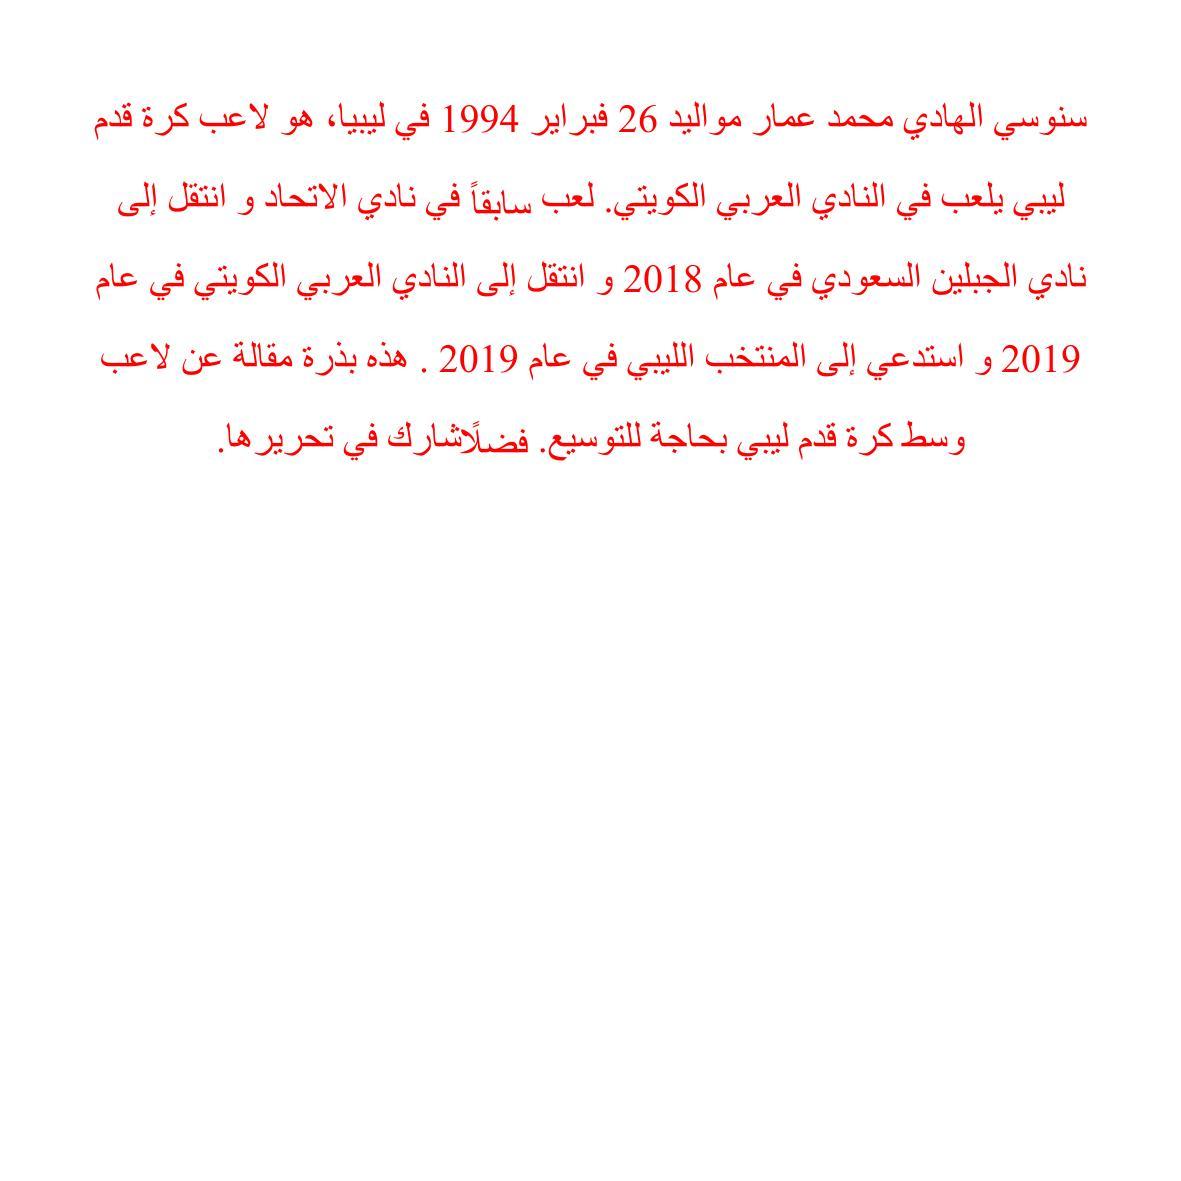 سنوسي الهادي محمد عمار مواليد 26 فبراير 1994 في ليبيا، هو لاعب كرة قدم
ليبي يلعب في النادي العربي الكويتي. لعب سابقاً في نادي الاتحاد و انتقل إلى
نادي الجبلين السعودي في عام 2018 و انتقل إلى النادي العربي الكويتي في عام
2019 و استدعي إلى المنتخب الليبي في عام 2019 . هذه بذرة مقالة عن لاعب
وسط كرة قدم ليبي بحاجة للتوسيع. فضلًاشارك في تحريرها.